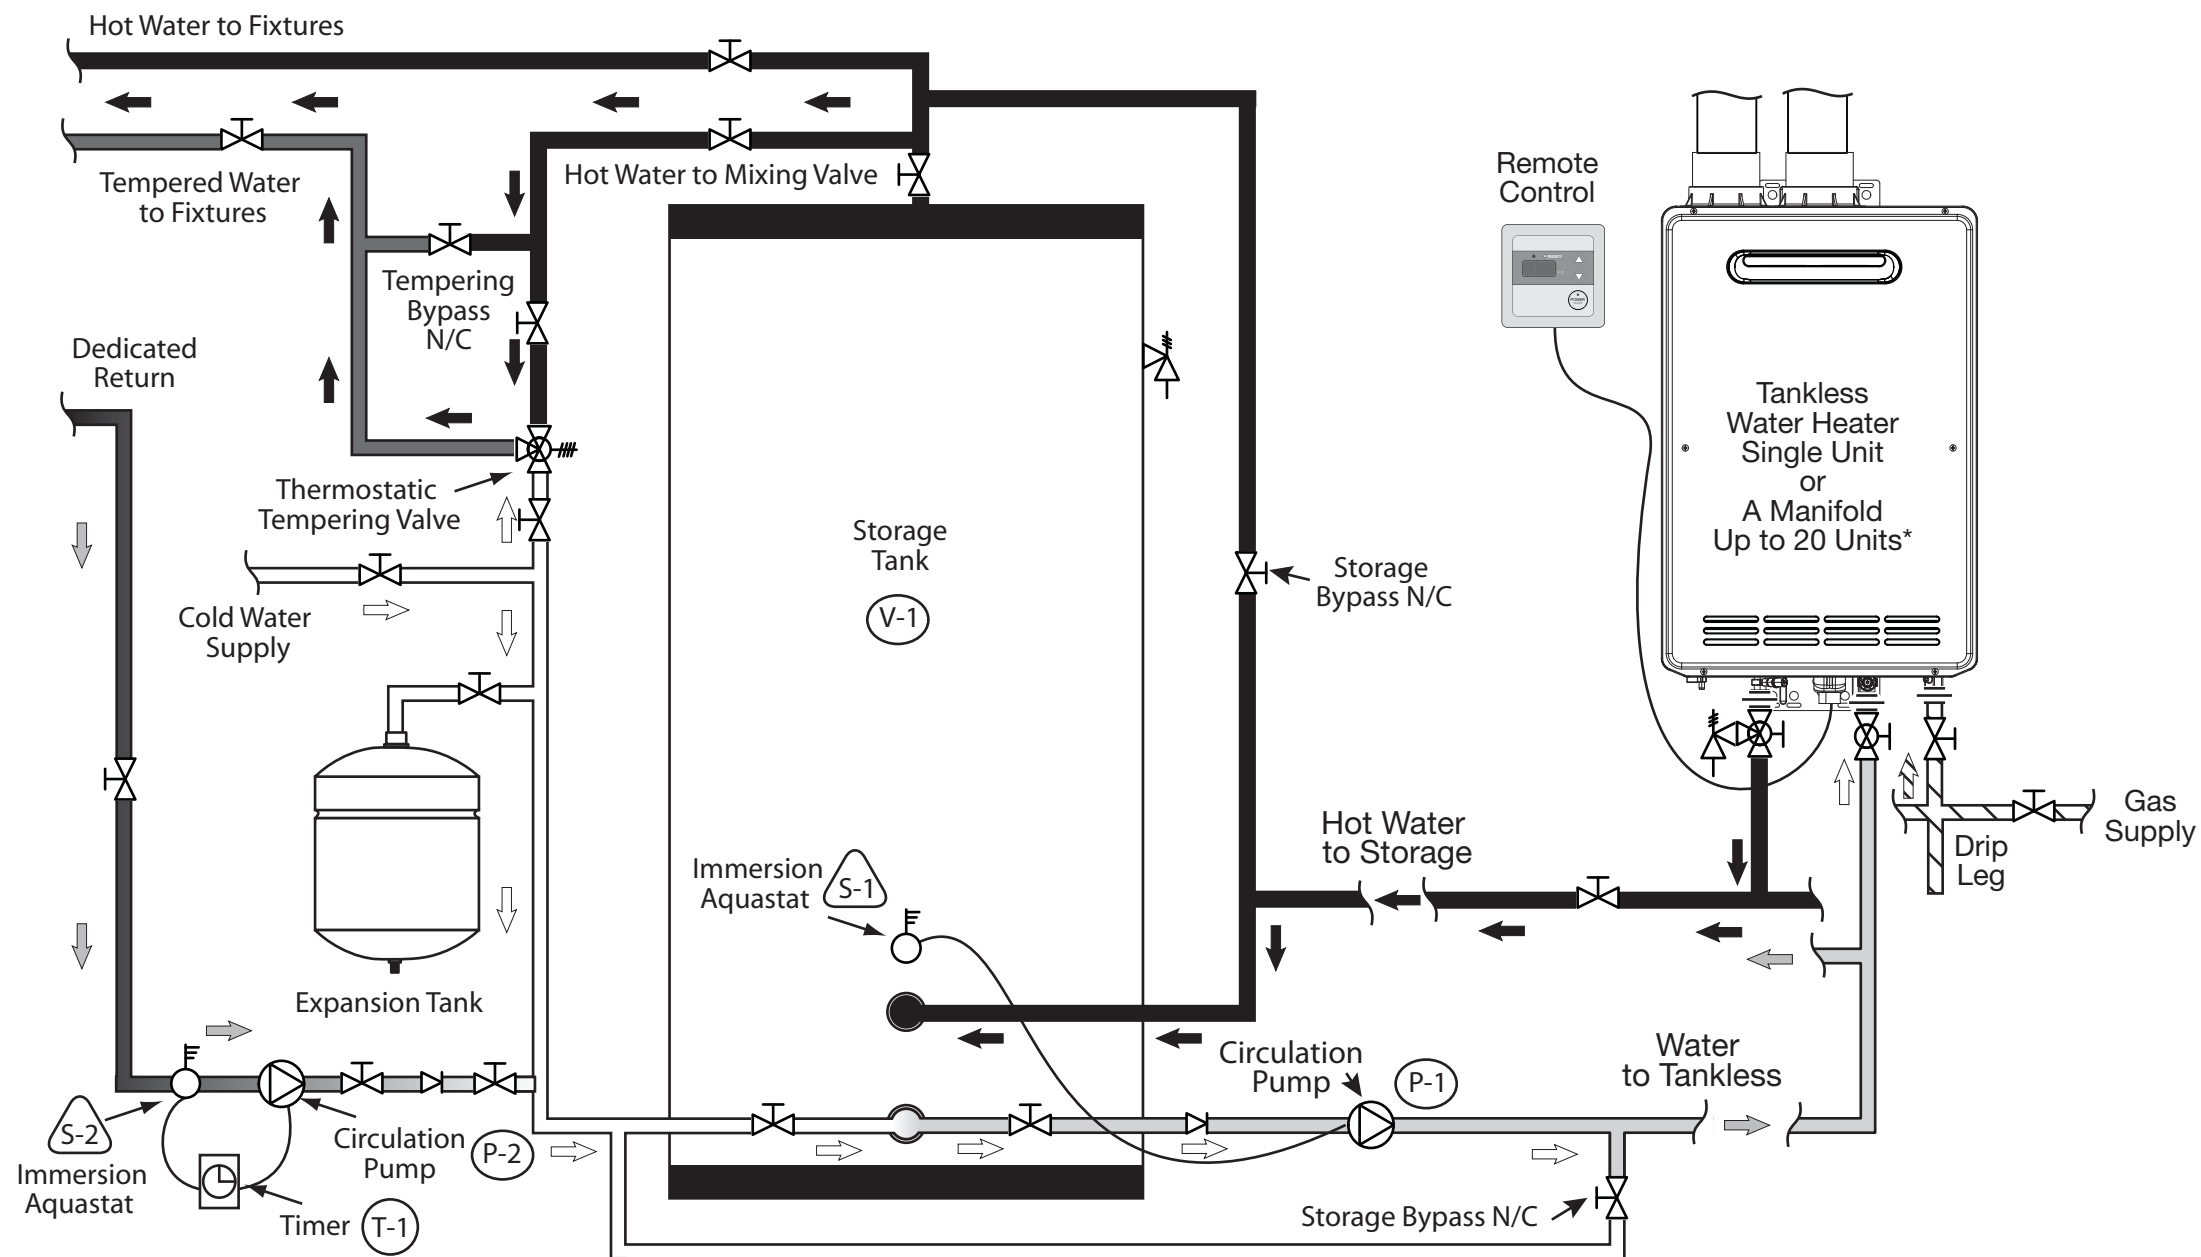 Hot Water to Fixtures
Hot Water to Mixing Valve
Tempered Water
to Fixtures
Tempering
Bypass
N/C
Dedicated
Return
Thermostatic
Tempering Valve
Cold Water
Supply
Expansion Tank
S-2
Immersion
Aquastat
Timer
T-1
Circulation
Pump
P-2
Storage
Tank
V-1
Immersion
Aquastat
S-1
Storage
Bypass N/C
Remote
Control
POWER
Tankless
Water Heater
Single Unit
or
A Manifold
Up to 20 Units*
Hot Water
to Storage
Gas
Supply
Drip
Leg
Circulation
Pump
P-1
Water
to Tankless
Storage Bypass N/C